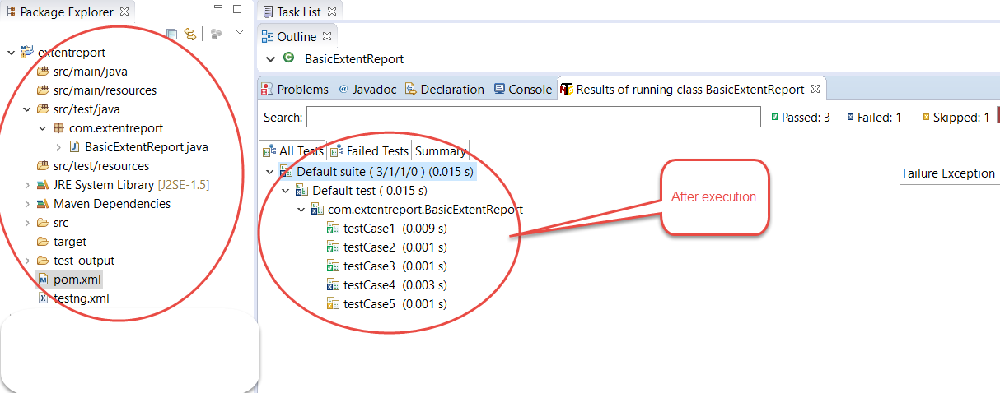 Package Explorer
extentreport
src/main/java
src/main/resources
src/test/java
com.extentreport
BasicExtentReport.java
src/test/resources
JRE System Library [J2SE-1.5]
Maven Dependencies
src
target
test-output
pom.xml
testng.xml
Task List
Outline
BasicExtentReport
Problems @ Javadoc Declaration Console Results of running class BasicExtentReport
Search: Passed: 3 Failed: 1 Skipped: 1
All Tests Failed Tests Summary
Default suite ( 3/1/1/0 ) (0.015 s)
Default test ( 0.015 s)
com.extentreport.BasicExtentReport
testCase1 (0.009 s)
testCase2 (0.001 s)
testCase3 (0.001 s)
testCase4 (0.003 s)
testCase5 (0.001 s)
Failure Exception
After execution